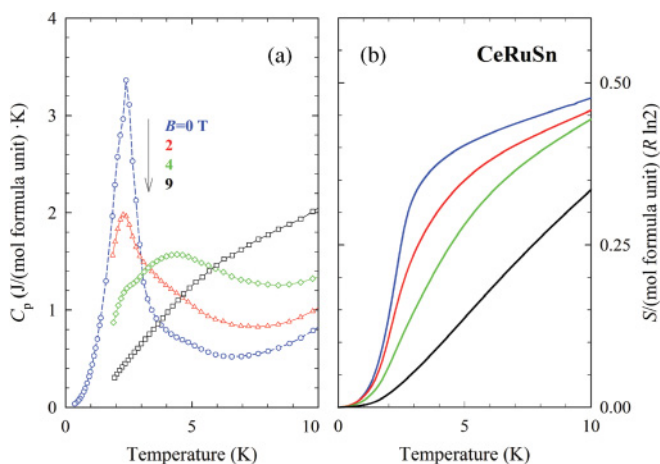 (a)
(b)
CeRuSn
B=0 T
2
4
9
C_p (J/(mol formula unit) ·K)
4
3
2
1
0
0
5
10
Temperature (K)
0
5
10
Temperature (K)
0.50
0.25
0.00
S/(mol formula unit) (R ln2)